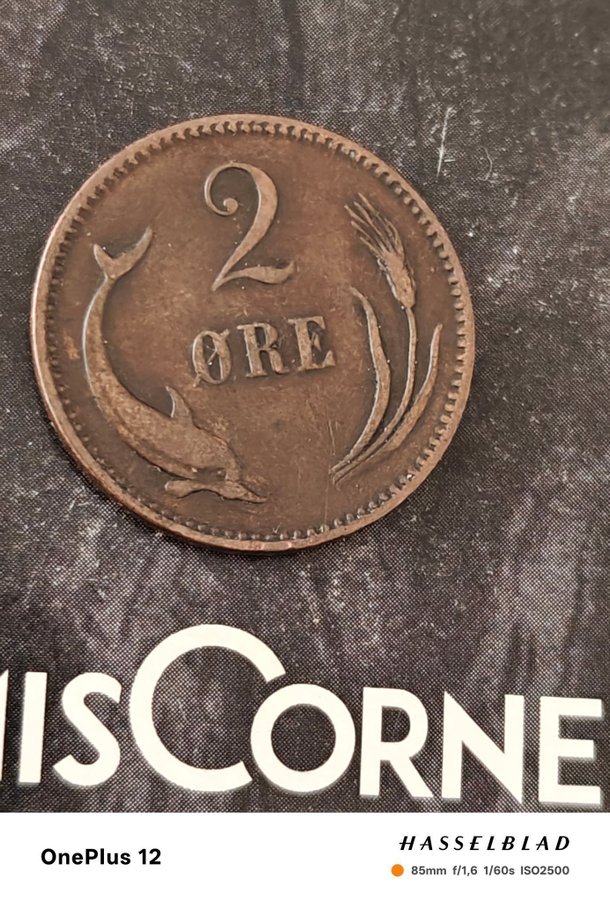 2
ØRE
ISCORNE
OnePlus 12
HASSELBLAD
85mm f/1,6 1/60s ISO2500